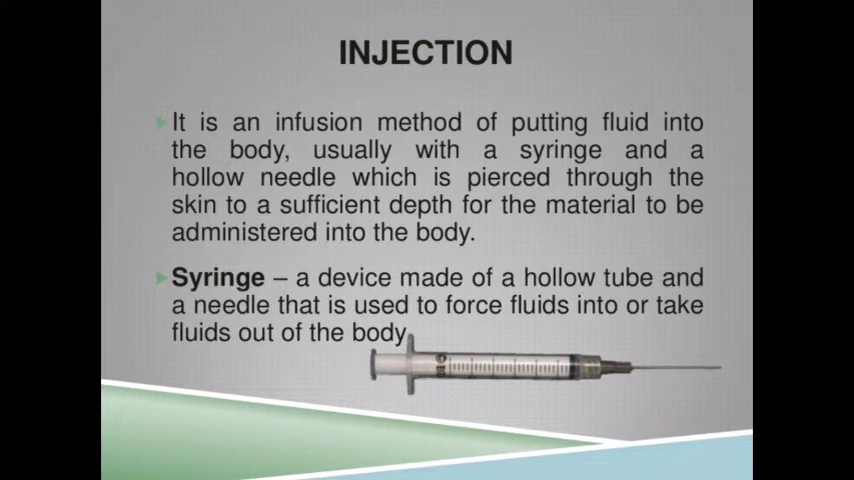 INJECTION
It is an infusion method of putting fluid into
the body, usually with a syringe and a
hollow needle which is pierced through the
skin to a sufficient depth for the material to be
administered into the body.
Syringe – a device made of a hollow tube and
a needle that is used to force fluids into or take
fluids out of the body